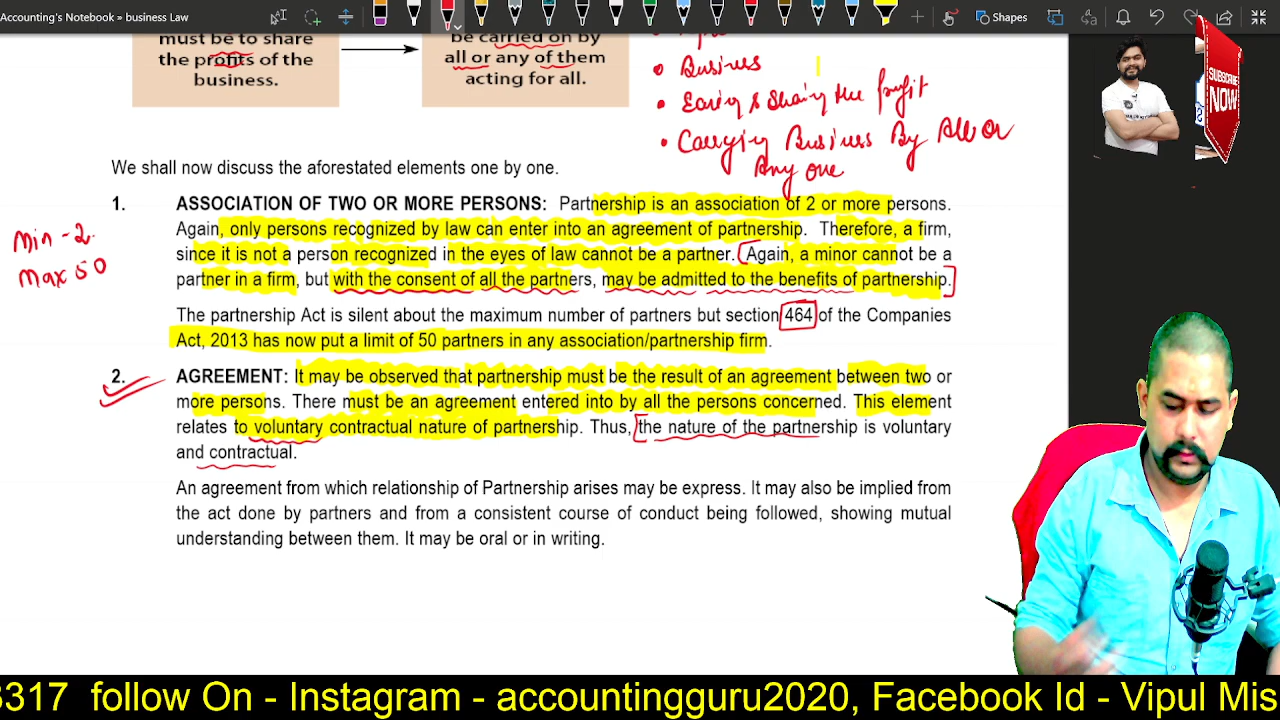 Accounting's Notebook » business Law
Shapes
must be to share
the profits of the
business.
be carried on by
all or any of them
acting for all.
• Business
• Earing & Sharing the profit
• Carrying Business By All or
Any one
SUBSCRIBE
NOW
We shall now discuss the aforestated elements one by one.
1. ASSOCIATION OF TWO OR MORE PERSONS: Partnership is an association of 2 or more persons.
Again, only persons recognized by law can enter into an agreement of partnership. Therefore, a firm,
since it is not a person recognized in the eyes of law cannot be a partner. Again, a minor cannot be a
partner in a firm, but with the consent of all the partners, may be admitted to the benefits of partnership.
Min - 2.
Max 50
The partnership Act is silent about the maximum number of partners but section 464 of the Companies
Act, 2013 has now put a limit of 50 partners in any association/partnership firm.
2. AGREEMENT: It may be observed that partnership must be the result of an agreement between two or
more persons. There must be an agreement entered into by all the persons concerned. This element
relates to voluntary contractual nature of partnership. Thus, the nature of the partnership is voluntary
and contractual.
An agreement from which relationship of Partnership arises may be express. It may also be implied from
the act done by partners and from a consistent course of conduct being followed, showing mutual
understanding between them. It may be oral or in writing.
3317 follow On - Instagram - accountingguru2020, Facebook Id - Vipul Mis